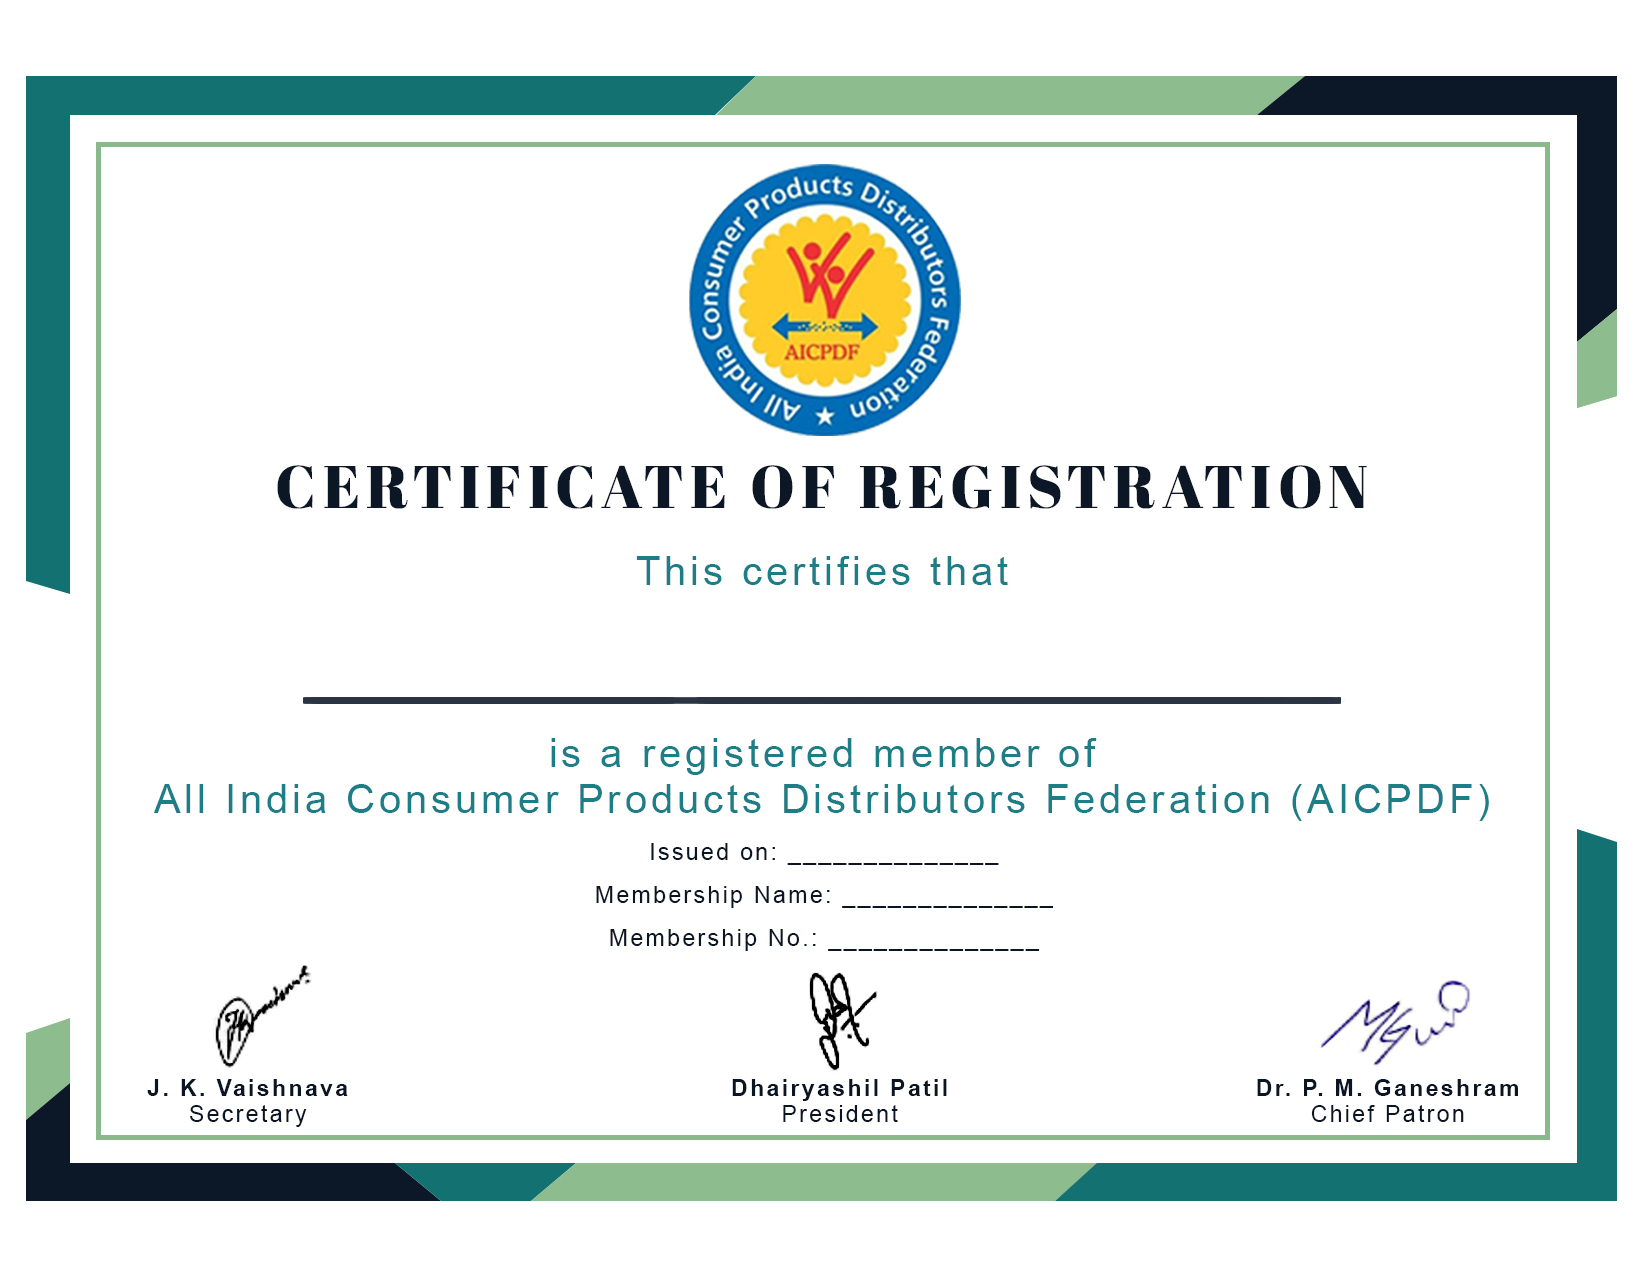 All India Consumer Products Distributors Federation ★
AICPDF
CERTIFICATE OF REGISTRATION
This certifies that
is a registered member of
All India Consumer Products Distributors Federation (AICPDF)
Issued on: ______________
Membership Name: ______________
Membership No.: ______________
J. K. Vaishnava
Secretary
Dhairyashil Patil
President
Dr. P. M. Ganeshram
Chief Patron